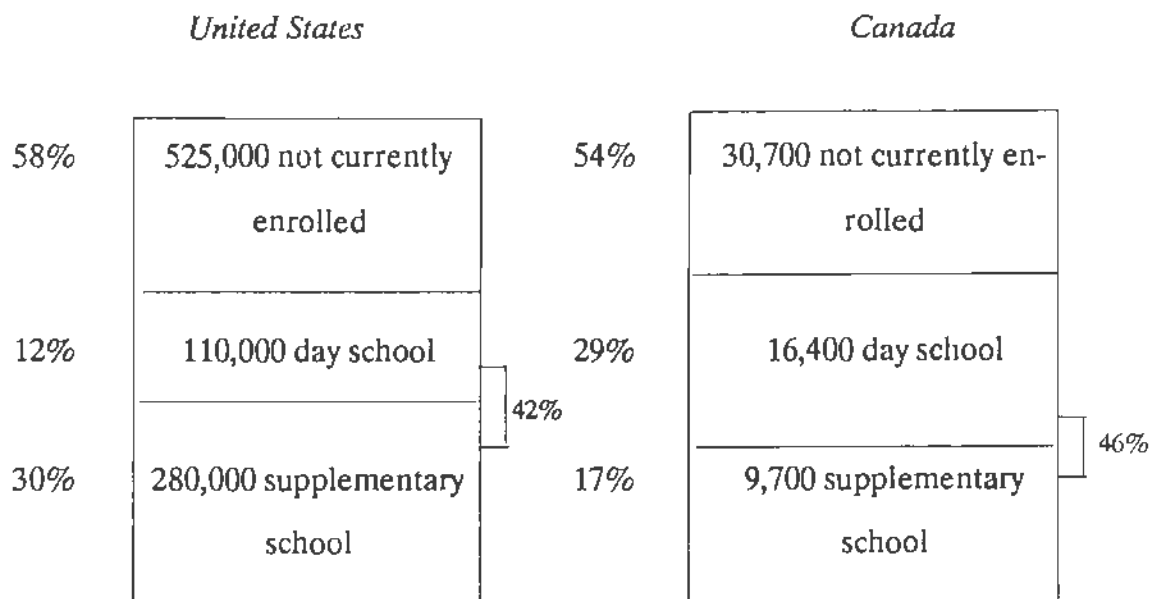 United States
Canada
58%
525,000 not currently
enrolled
54%
30,700 not currently en-
rolled
12%
110,000 day school
29%
16,400 day school
42%
46%
30%
280,000 supplementary
school
17%
9,700 supplementary
school